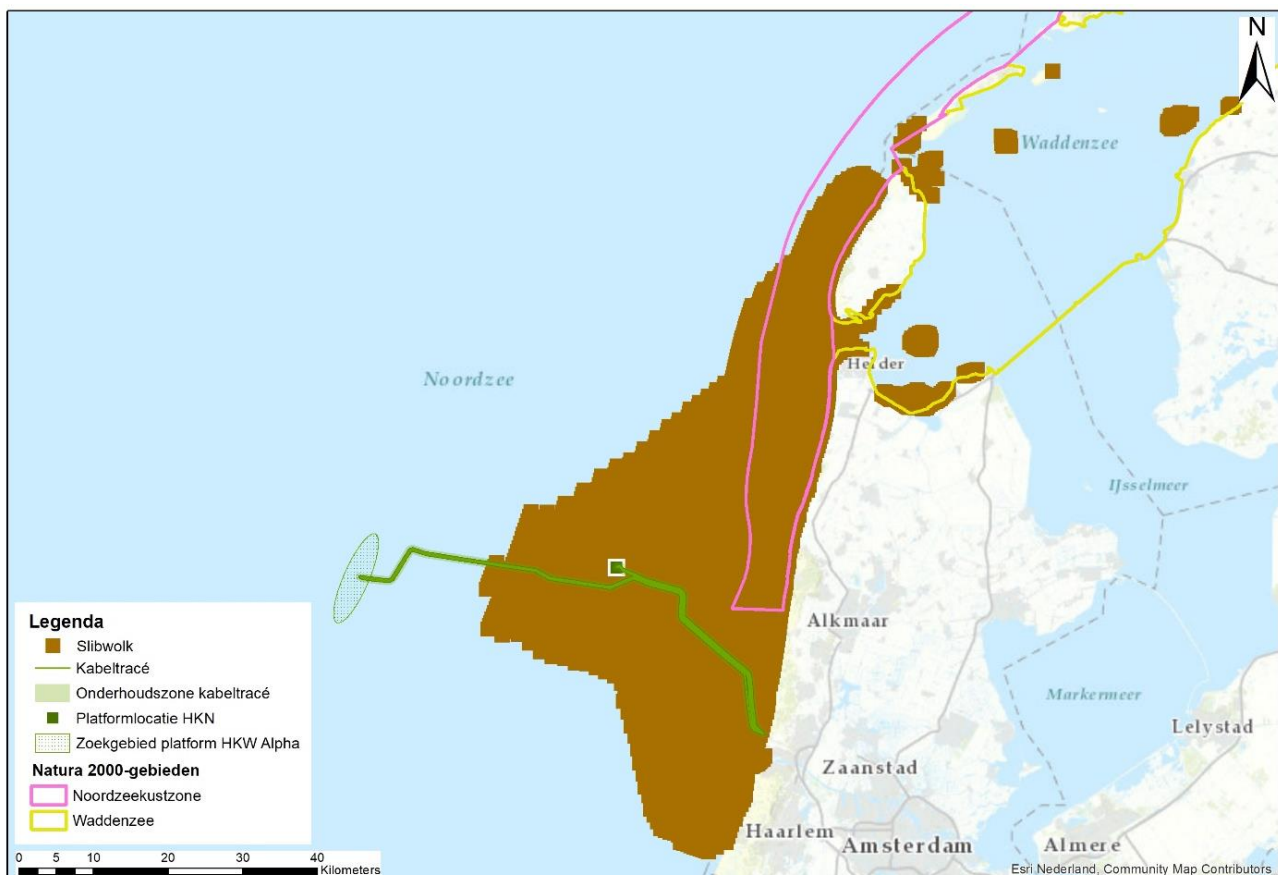 N
Waddenzee
Noordzee
Helder
IJsselmeer
Alkmaar
Markermeer
Lelystad
Zaanstad
Haarlem
Amsterdam
Almere
Legenda
Slibwolk
Kabeltracé
Onderhoudszone kabeltracé
Platformlocatie HKN
Zoekgebied platform HKW Alpha
Natura 2000-gebieden
Noordzeekustzone
Waddenzee
0 5 10 20 30 40
Kilometers
Esri Nederland, Community Map Contributors